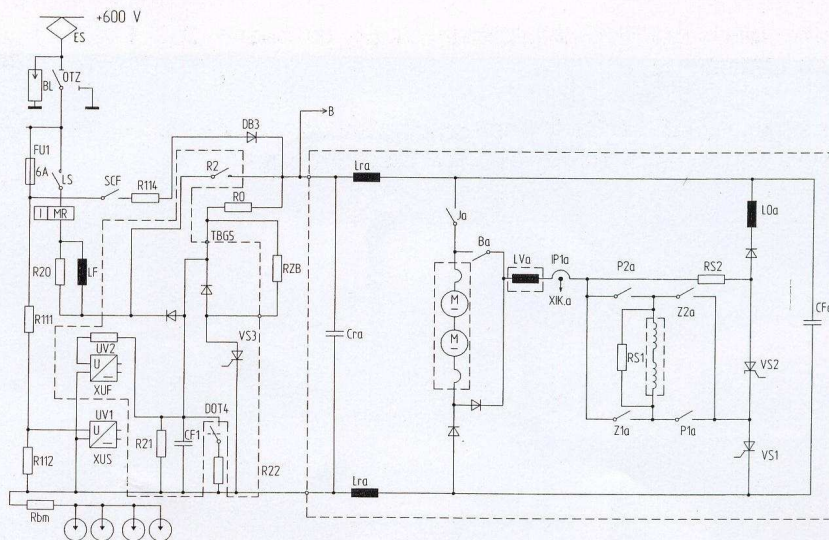 +600 V
ES
BL
OTZ
B
DB3
FU1
6A
LS
SCF
R114
R2
Lra
R0
I MR
Ja
L0a
TBGS
Ba
LVa
IP1a
P2a
RS2
R20
LF
RZB
XIK.a
Z2a
CFa
R111
VS3
Cra
M
M
RS1
UV2
U
XUF
VS2
UV1
U
XUS
R21
CF1
DOT4
Z1a
P1a
R112
R22
VS1
Lra
Rbm